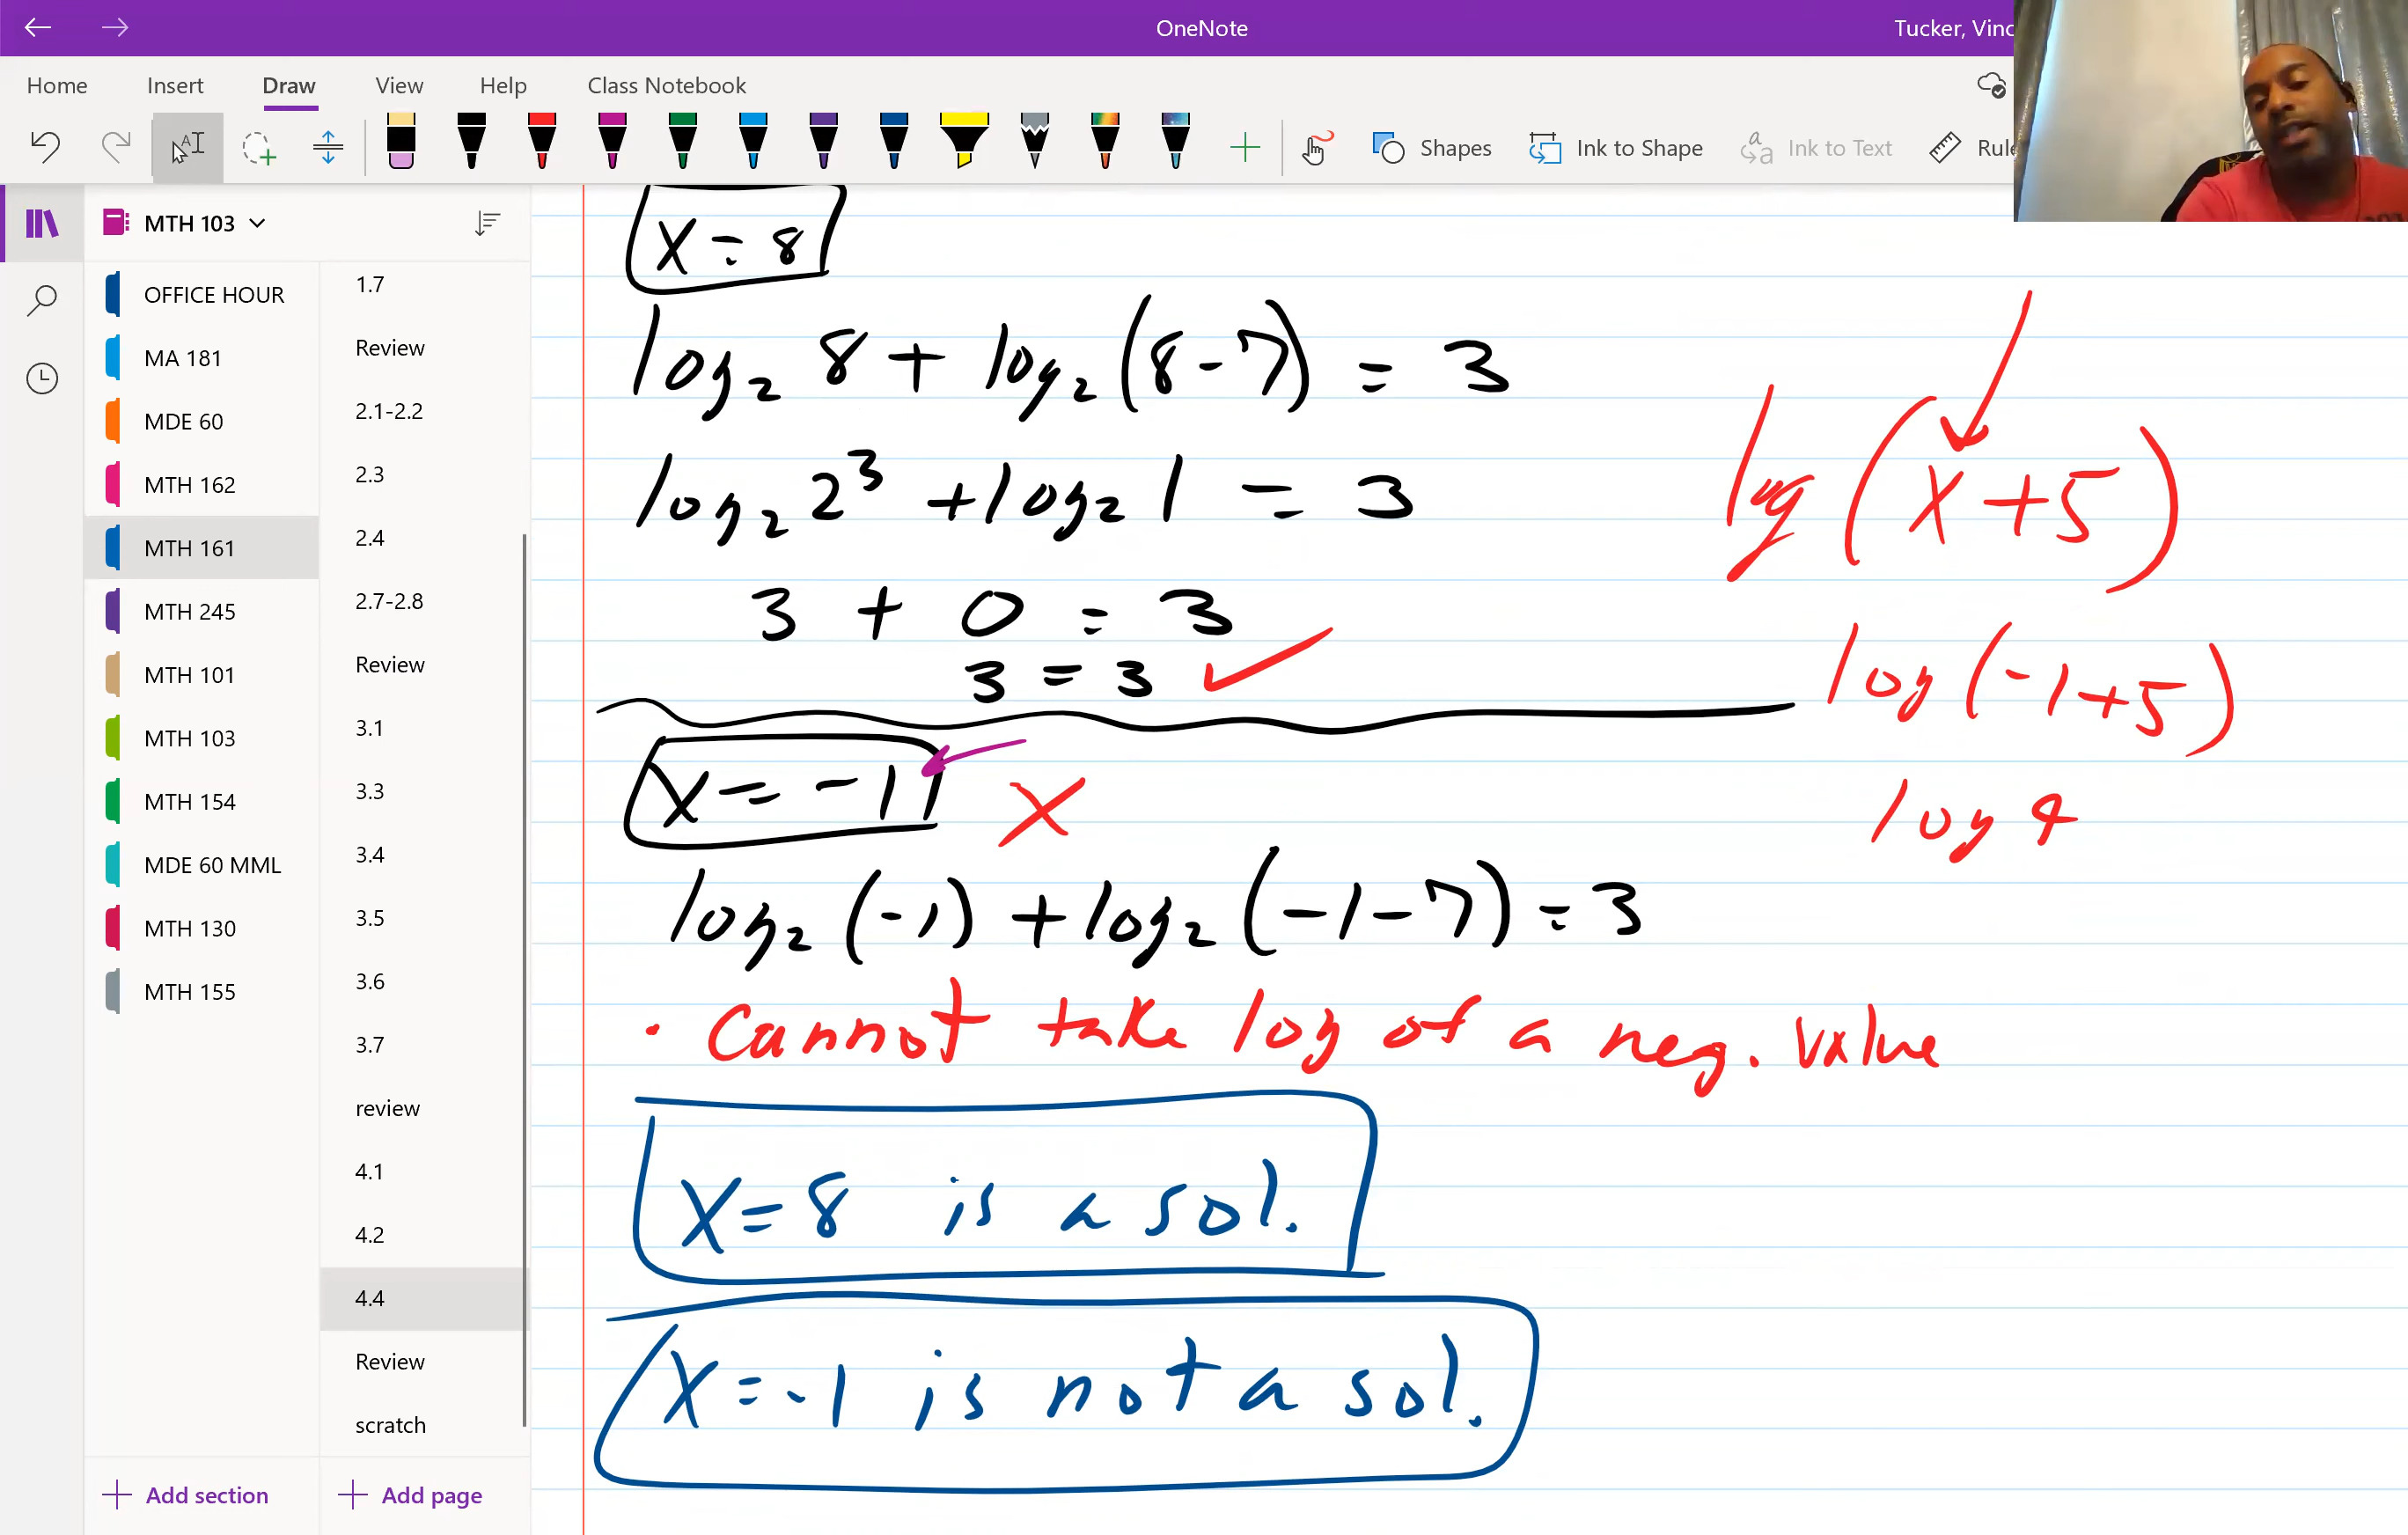 OneNote
Tucker, Vinc
Home Insert Draw View Help Class Notebook
Shapes Ink to Shape Ink to Text Rule
MTH 103
OFFICE HOUR
MA 181
MDE 60
MTH 162
MTH 161
MTH 245
MTH 101
MTH 103
MTH 154
MDE 60 MML
MTH 130
MTH 155
Add section
1.7
Review
2.1-2.2
2.3
2.4
2.7-2.8
Review
3.1
3.3
3.4
3.5
3.6
3.7
review
4.1
4.2
4.4
Review
scratch
Add page
x = 8
log₂ 8 + log₂ (8-7) = 3
log₂ 2³ + log₂ 1 = 3
3 + 0 = 3
3 = 3 ✓
x = -1 X
log₂ (-1) + log₂ (-1-7) = 3
· Cannot take log of a neg. value
x = 8 is a sol.
x = -1 is not a sol.
log (x+5)
log (-1+5)
log 4